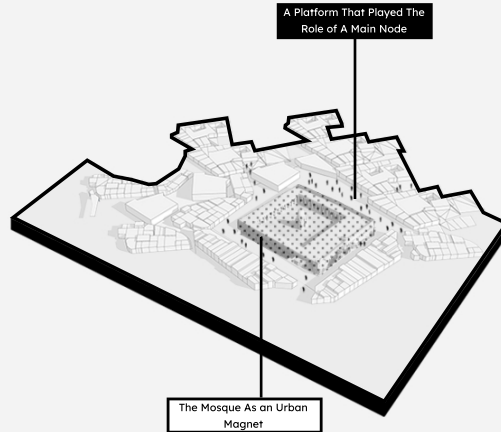 A Platform That Played The
Role of A Main Node
The Mosque As an Urban
Magnet